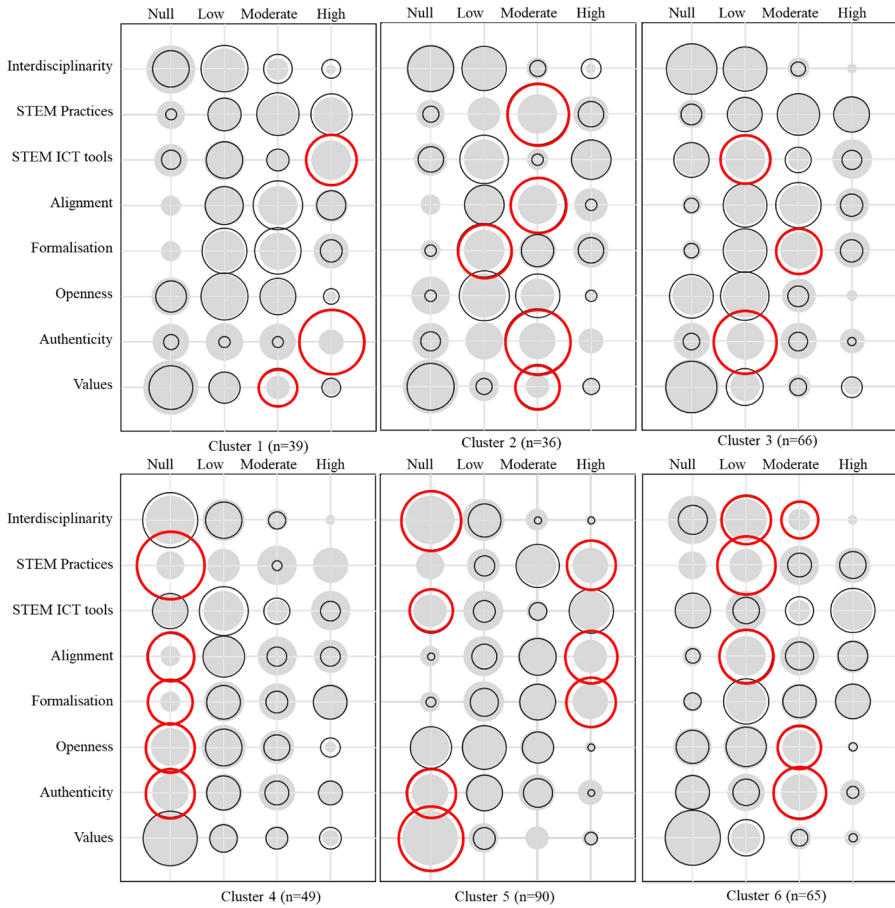 Null Low Moderate High Null Low Moderate High Null Low Moderate High
Interdisciplinarity
STEM Practices
STEM ICT tools
Alignment
Formalisation
Openness
Authenticity
Values
Cluster 1 (n=39) Cluster 2 (n=36) Cluster 3 (n=66)
Null Low Moderate High Null Low Moderate High Null Low Moderate High
Interdisciplinarity
STEM Practices
STEM ICT tools
Alignment
Formalisation
Openness
Authenticity
Values
Cluster 4 (n=49) Cluster 5 (n=90) Cluster 6 (n=65)